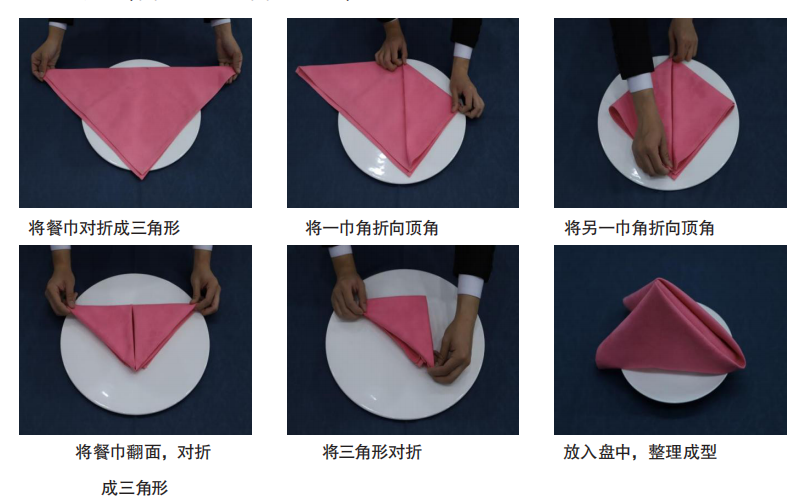 将餐巾对折成三角形
将一巾角折向顶角
将另一巾角折向顶角
将餐巾翻面，对折
成三角形
将三角形对折
放入盘中，整理成型